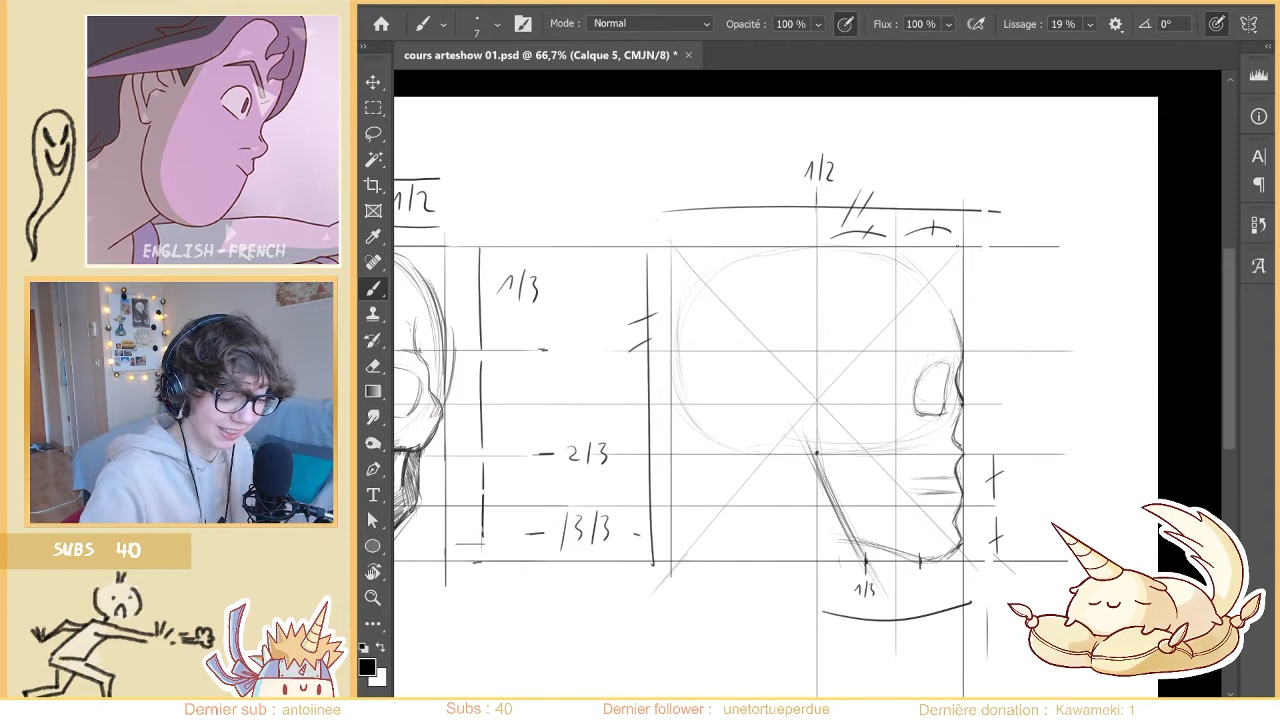 Mode : Normal Opacité : 100 % Flux : 100 % Lissage : 19 % 0°
7
cours arteshow 01.psd @ 66,7% (Calque 5, CMJN/8) * ×
1/2
1/2
1/3
2/3
3/3
1/3
ENGLISH-FRENCH
SUBS 40
Dernier sub : antoiinee
Subs : 40
Dernier follower : unetortueperdue
Dernière donation : Kawameki: 1